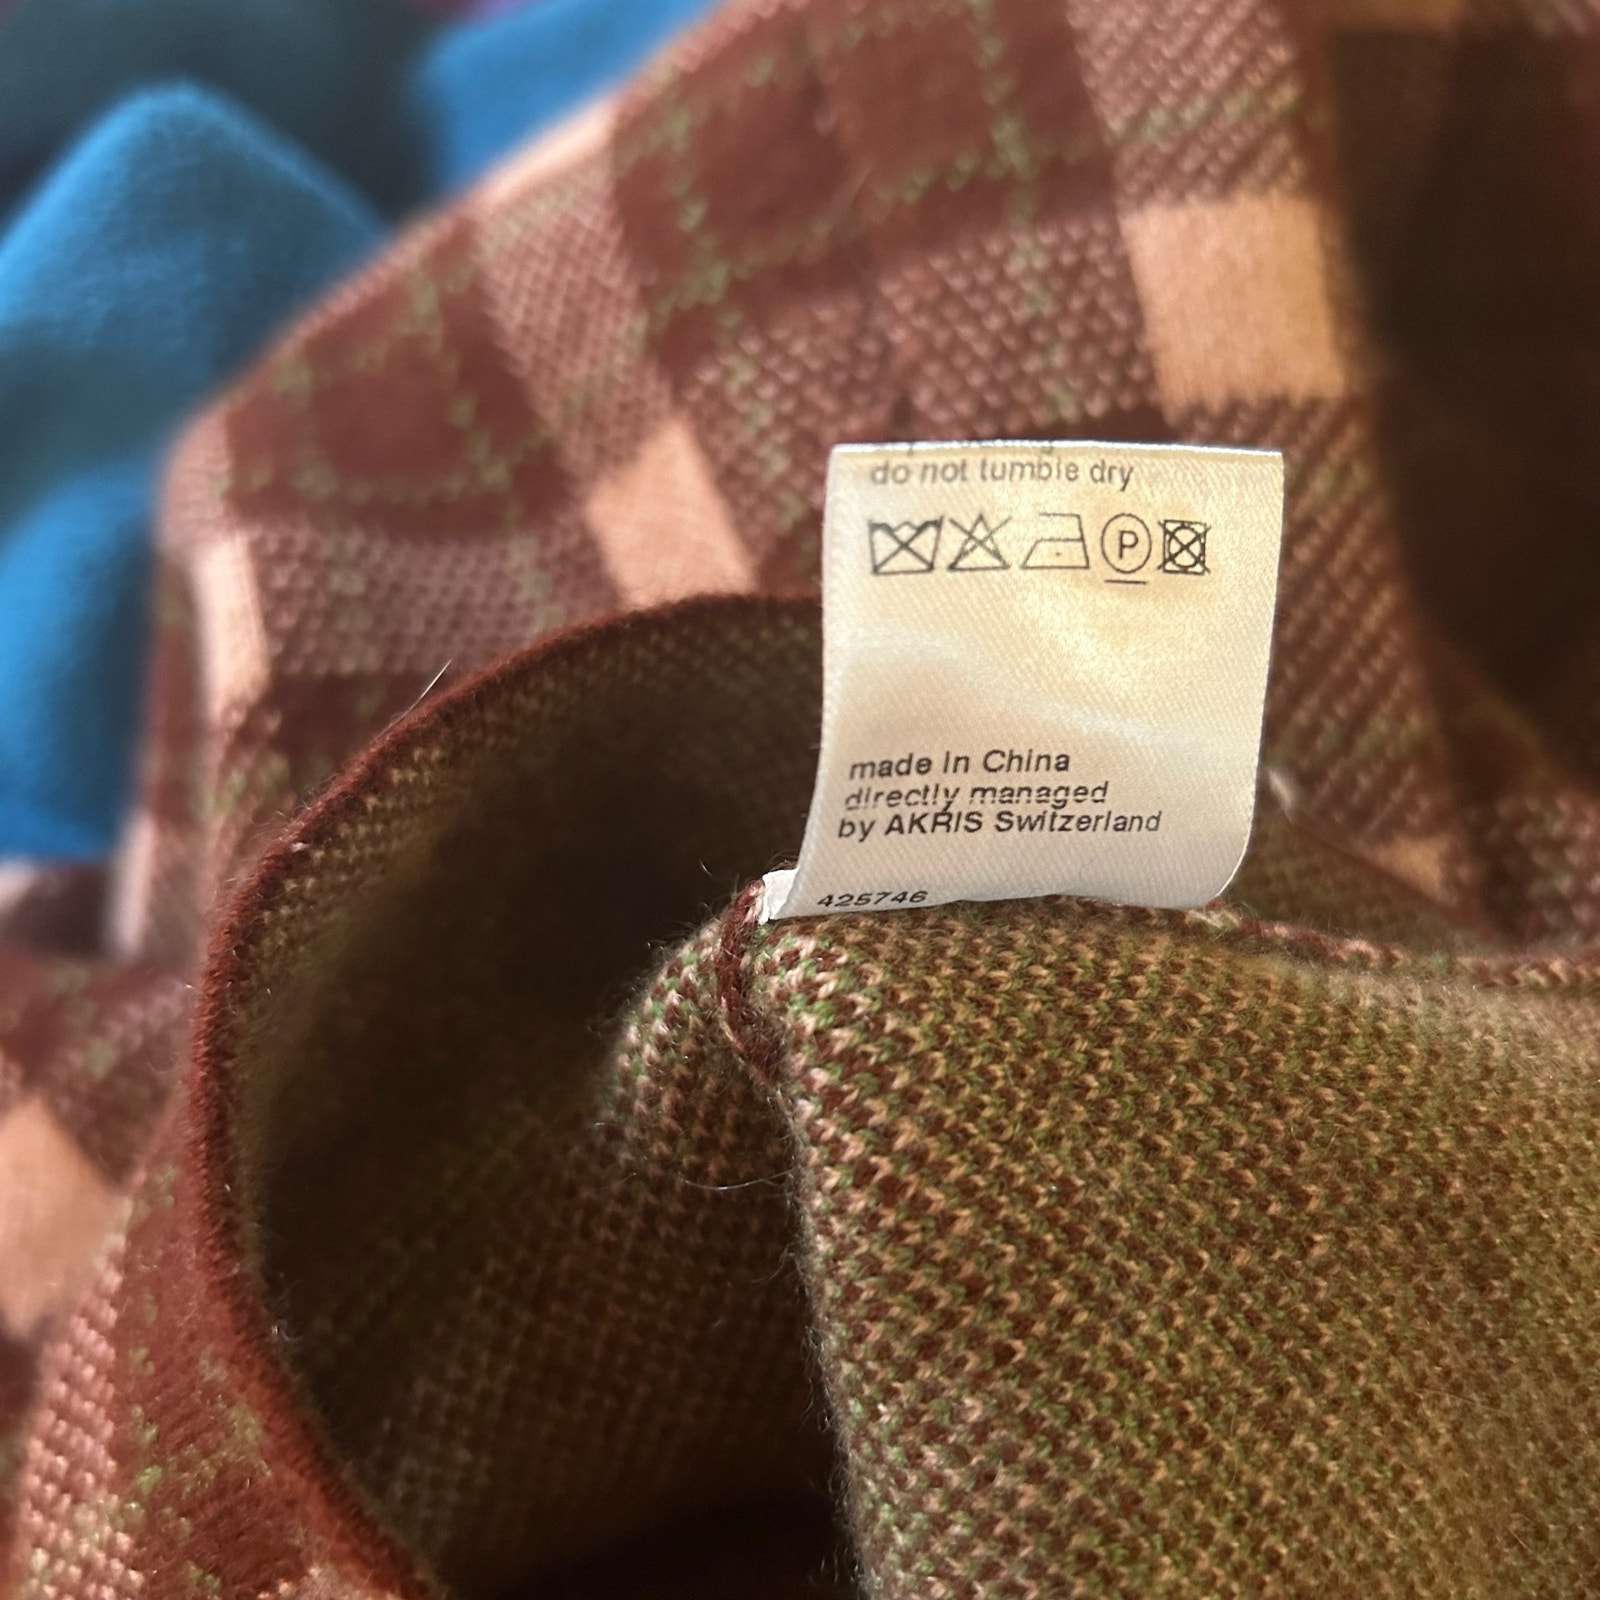 do not tumble dry
P
made in China
directly managed
by AKRIS Switzerland
425746